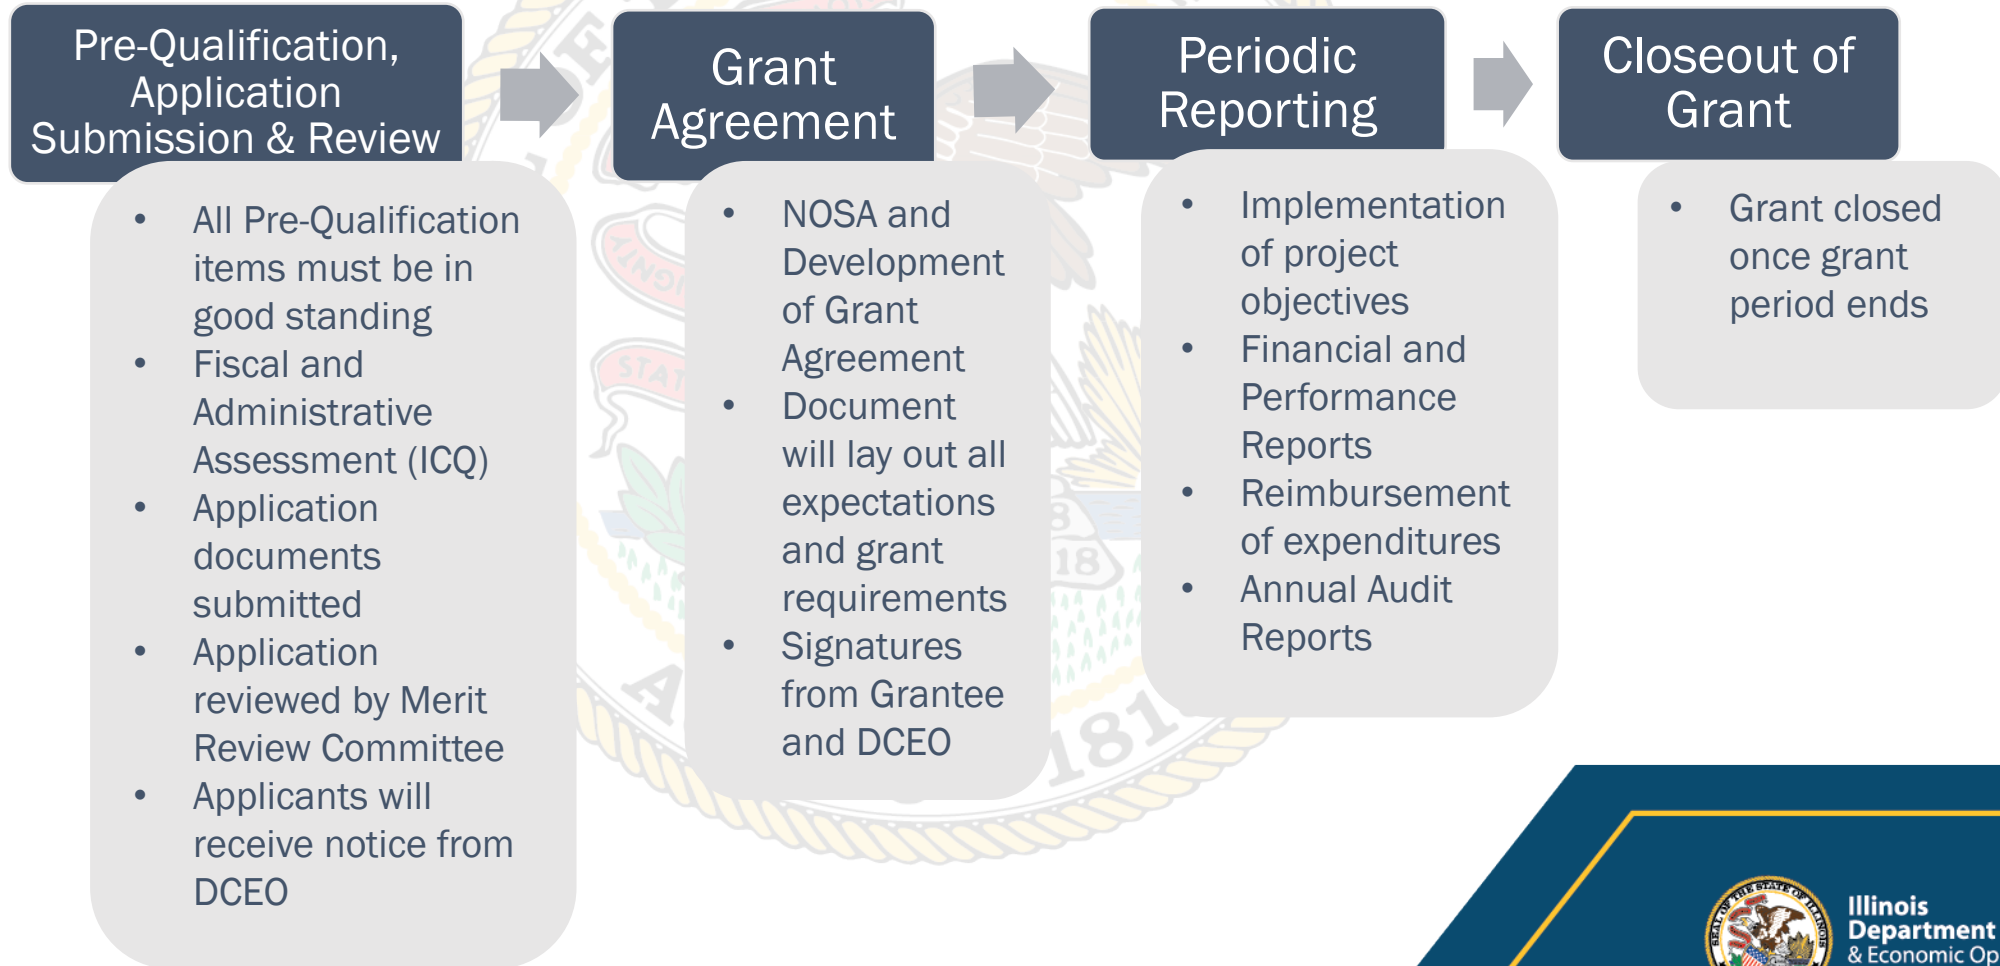 Pre-Qualification,
Application
Submission & Review
• All Pre-Qualification
items must be in
good standing
• Fiscal and
Administrative
Assessment (ICQ)
• Application
documents
submitted
• Application
reviewed by Merit
Review Committee
• Applicants will
receive notice from
DCEO
Grant
Agreement
• NOSA and
Development
of Grant
Agreement
• Document
will lay out all
expectations
and grant
requirements
• Signatures
from Grantee
and DCEO
Periodic
Reporting
• Implementation
of project
objectives
• Financial and
Performance
Reports
• Reimbursement
of expenditures
• Annual Audit
Reports
Closeout of
Grant
• Grant closed
once grant
period ends
Illinois
Department
& Economic Op